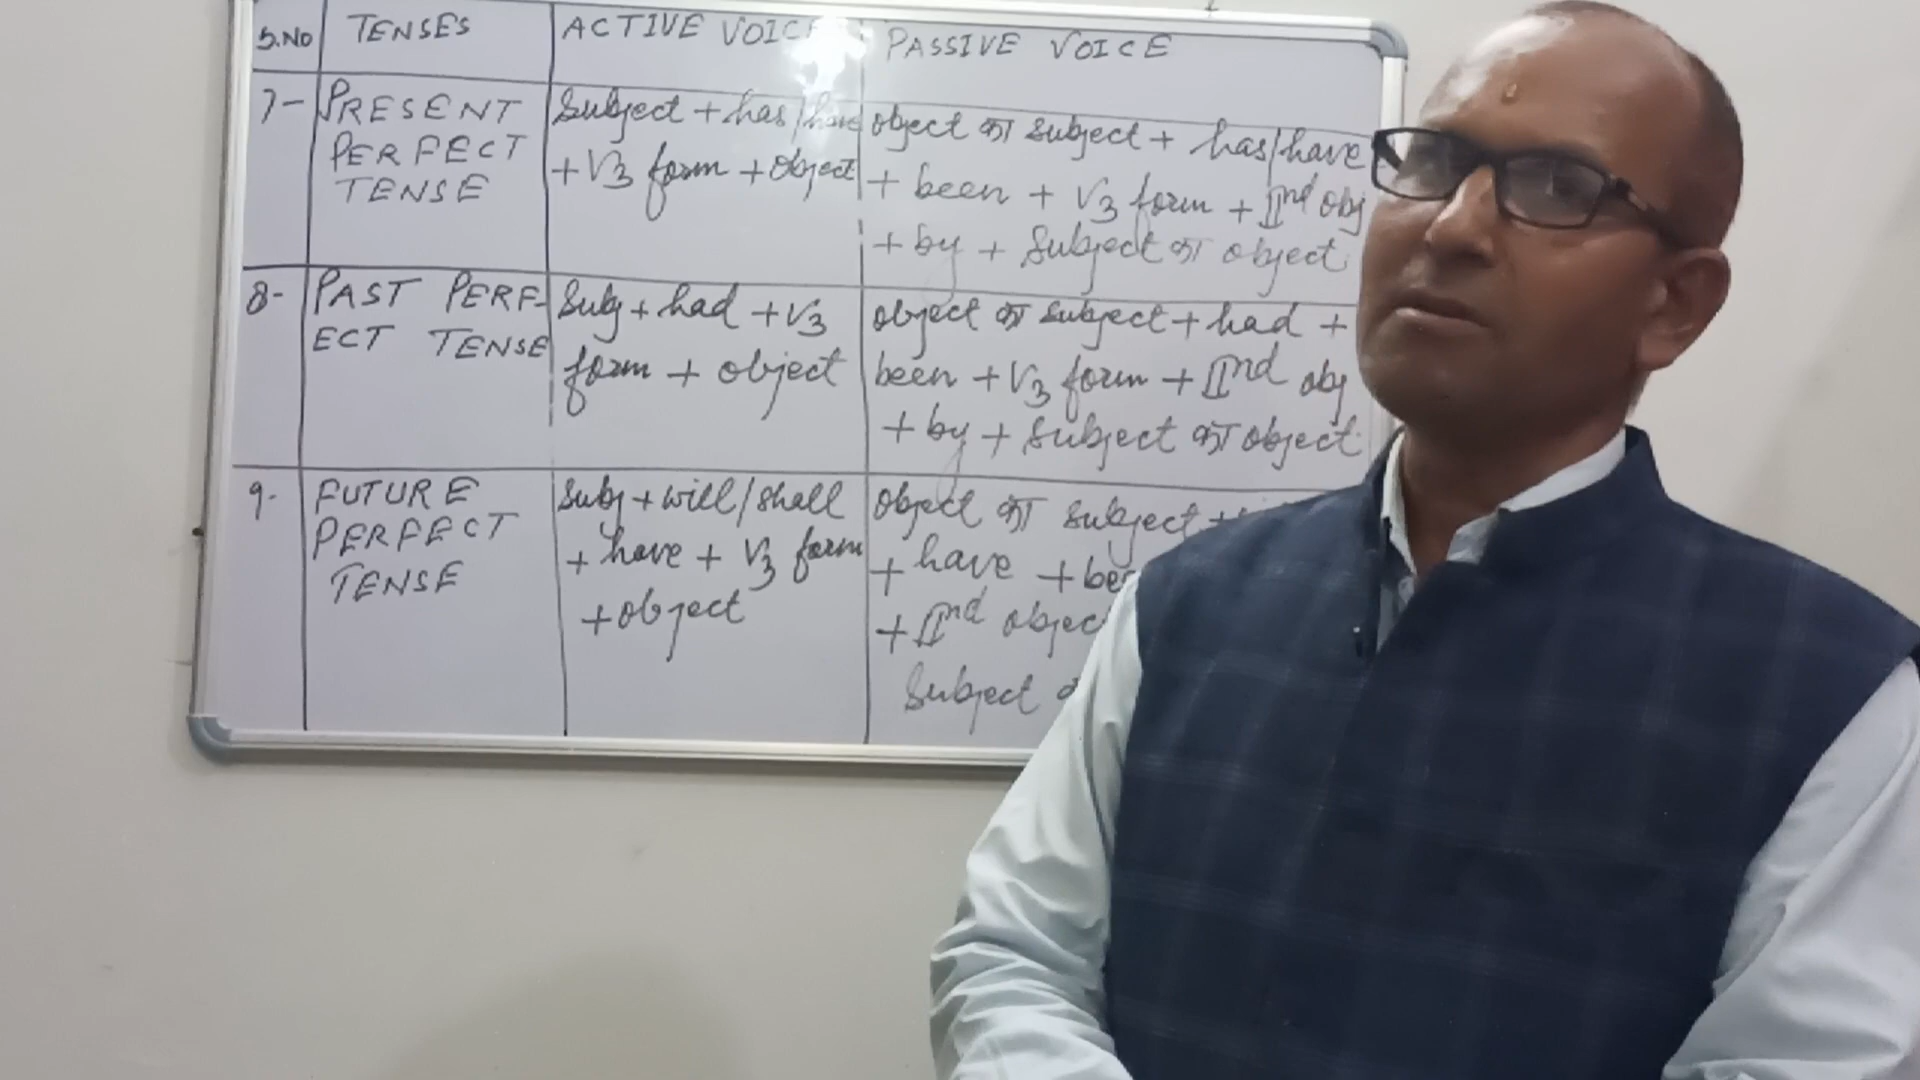 S.NO TENSES ACTIVE VOICE PASSIVE VOICE
7- PRESENT
PERFECT
TENSE
Subject + has/have
+ V3 form + object
object का subject + has/have
+ been + V3 form + IInd obj
+ by + Subject का object
8- PAST PERF-
ECT TENSE
Subj + had + V3
form + object
object का subject + had +
been + V3 form + IInd obj
+ by + Subject का object
9- FUTURE
PERFECT
TENSE
Subj + will/shall
+ have + V3 form
+ object
object का subject +
+ have +
+ IInd
Subject